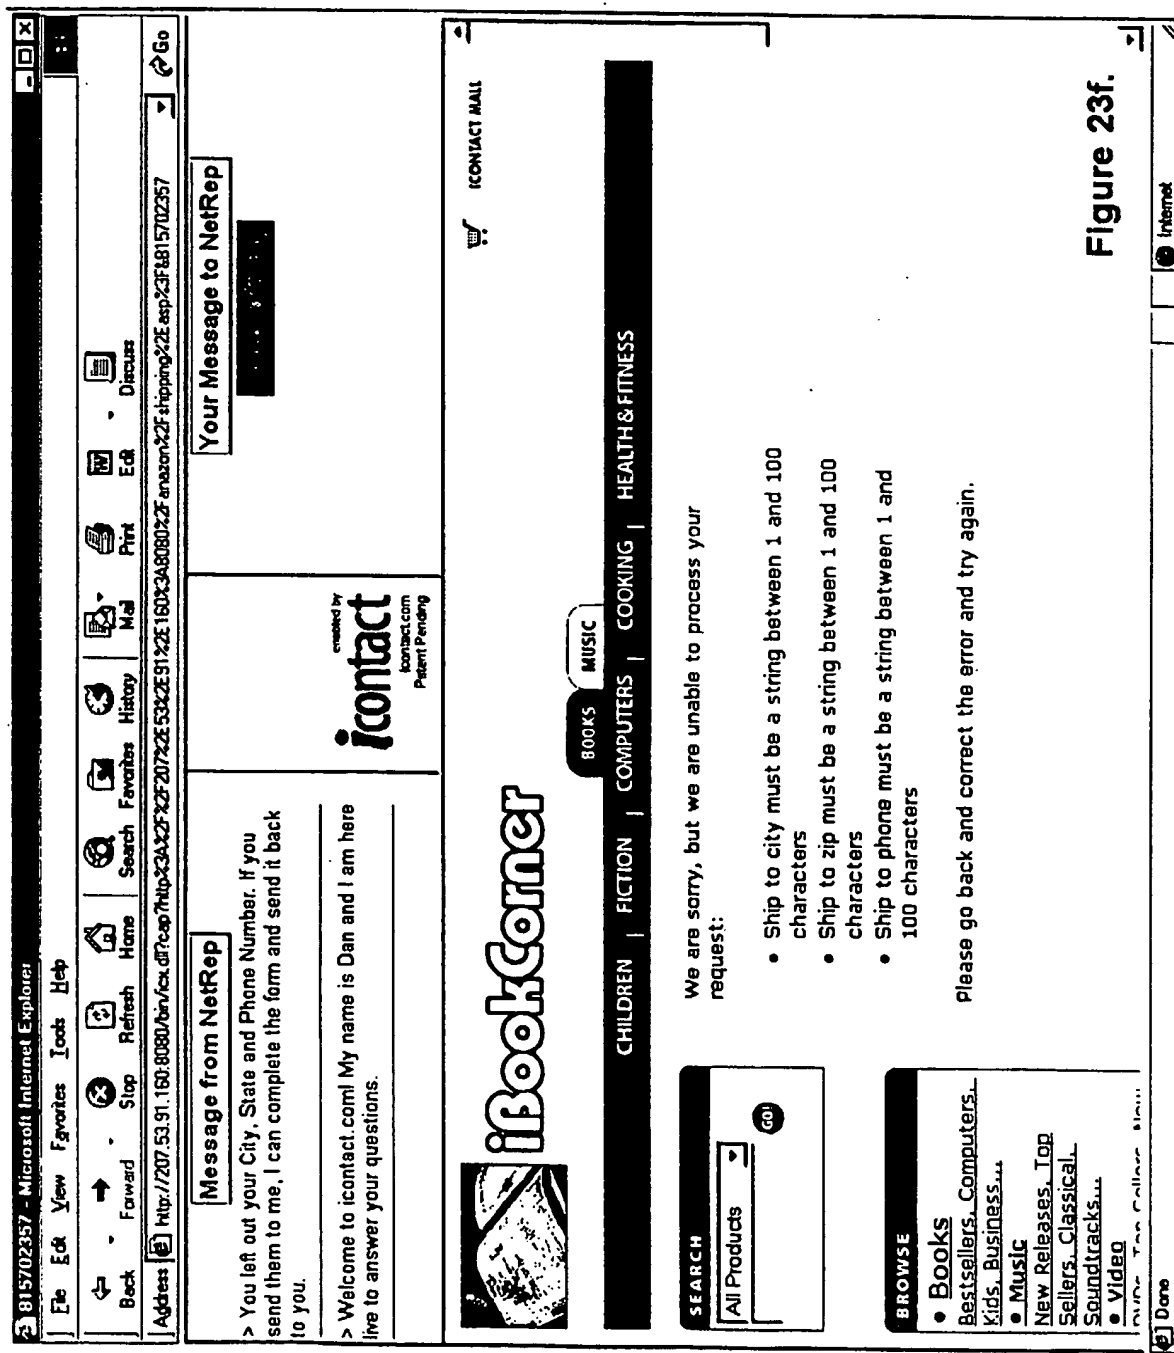 815702357 - Microsoft Internet Explorer
File Edit View Favorites Tools Help
Back Forward Stop Refresh Home Search Favorites History Mail Print Edit Discuss
Address http://207.53.91.160:8080/bin/icx.dll?cap?http%3A%2F%2F207%2E53%2E91%2E160%3A8080%2Famazon%2Fshipping%2Easp%3F&815702357 Go
Message from NetRep
> You left out your City, State and Phone Number. If you
send them to me, I can complete the form and send it back
to you.
> Welcome to icontact.com! My name is Dan and I am here
live to answer your questions.
enabled by
icontact
icontact.com
Patent Pending
Your Message to NetRep
iBookCorner
ICONTACT MALL
BOOKS MUSIC
CHILDREN | FICTION | COMPUTERS | COOKING | HEALTH & FITNESS
SEARCH
All Products
GO!
BROWSE
• Books
Bestsellers, Computers,
Kids, Business...
• Music
New Releases, Top
Sellers, Classical,
Soundtracks...
• Video
DVDs, Top Sellers, New
We are sorry, but we are unable to process your
request:
• Ship to city must be a string between 1 and 100
characters
• Ship to zip must be a string between 1 and 100
characters
• Ship to phone must be a string between 1 and
100 characters
Please go back and correct the error and try again.
Figure 23f.
Done
Internet